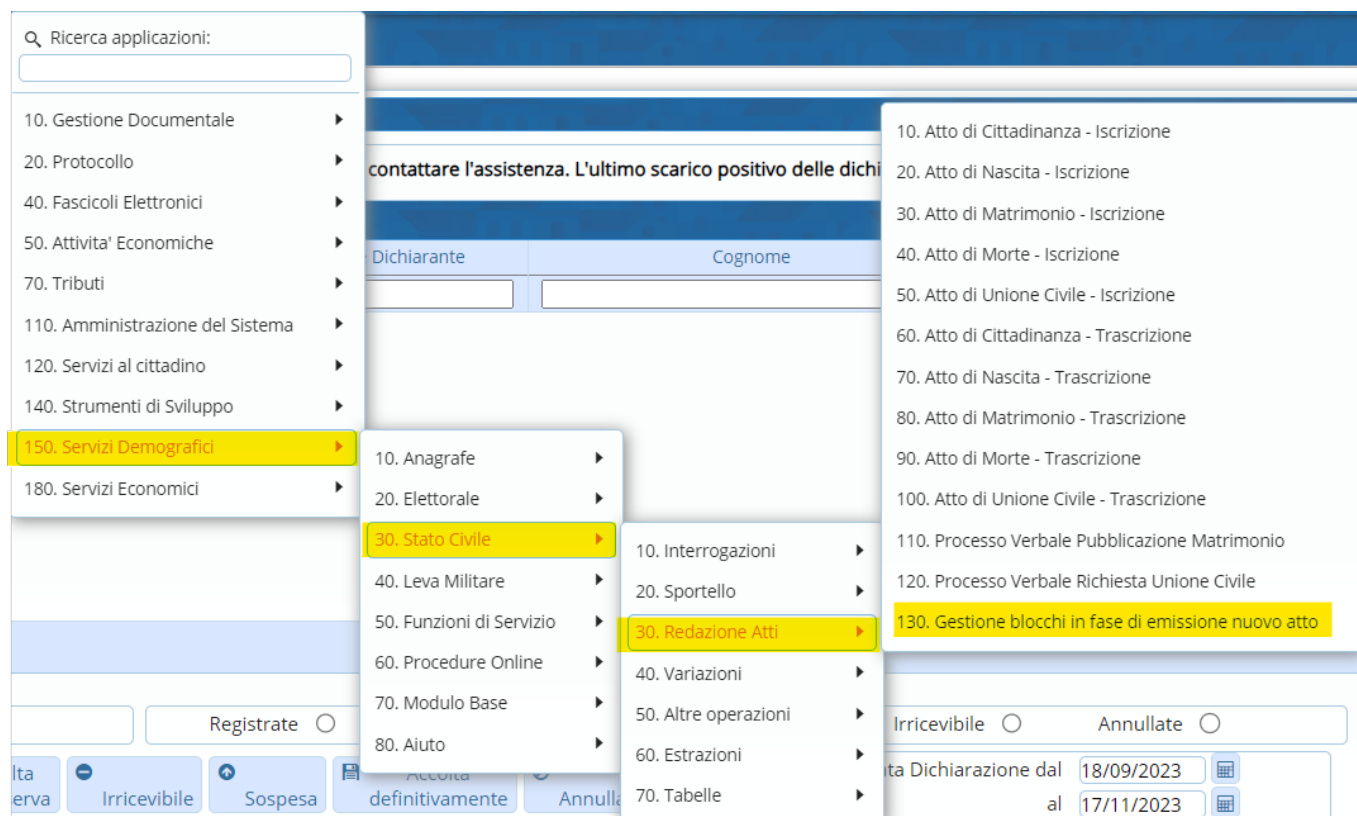 Ricerca applicazioni:
10. Gestione Documentale
20. Protocollo
40. Fascicoli Elettronici
50. Attivita' Economiche
70. Tributi
110. Amministrazione del Sistema
120. Servizi al cittadino
140. Strumenti di Sviluppo
150. Servizi Demografici
180. Servizi Economici
contattare l'assistenza. L'ultimo scarico positivo delle dichi
Dichiarante
Cognome
10. Anagrafe
20. Elettorale
30. Stato Civile
40. Leva Militare
50. Funzioni di Servizio
60. Procedure Online
70. Modulo Base
80. Aiuto
10. Interrogazioni
20. Sportello
30. Redazione Atti
40. Variazioni
50. Altre operazioni
60. Estrazioni
70. Tabelle
10. Atto di Cittadinanza - Iscrizione
20. Atto di Nascita - Iscrizione
30. Atto di Matrimonio - Iscrizione
40. Atto di Morte - Iscrizione
50. Atto di Unione Civile - Iscrizione
60. Atto di Cittadinanza - Trascrizione
70. Atto di Nascita - Trascrizione
80. Atto di Matrimonio - Trascrizione
90. Atto di Morte - Trascrizione
100. Atto di Unione Civile - Trascrizione
110. Processo Verbale Pubblicazione Matrimonio
120. Processo Verbale Richiesta Unione Civile
130. Gestione blocchi in fase di emissione nuovo atto
Registrate
Irricevibile
Annullate
lta
erva
Irricevibile
Sospesa
Accolta
definitivamente
Annulla
ta Dichiarazione dal 18/09/2023
al 17/11/2023